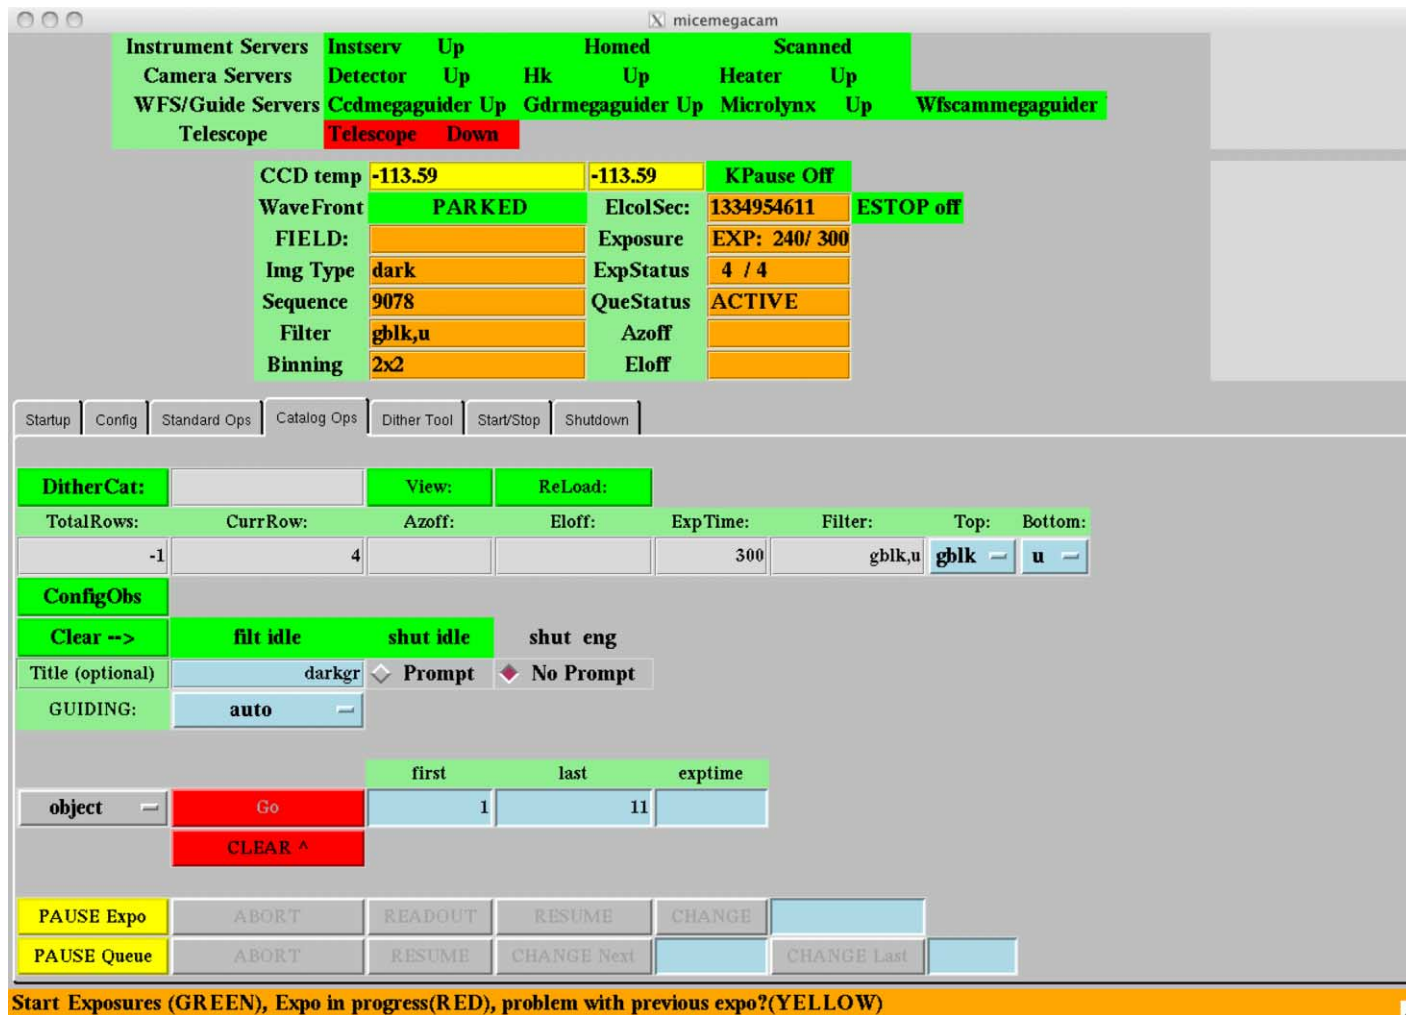 micemegacam
Instrument Servers Instserv Up Homed Scanned
Camera Servers Detector Up Hk Up Heater Up
WFS/Guide Servers Ccdmegaguider Up Gdrmegaguider Up Microlynx Up Wfscammegaguider
Telescope Telescope Down
CCD temp -113.59 -113.59 KPause Off
WaveFront PARKED ElcolSec: 1334954611 ESTOP off
FIELD: Exposure EXP: 240/ 300
Img Type dark ExpStatus 4 / 4
Sequence 9078 QueStatus ACTIVE
Filter gblk,u Azoff
Binning 2x2 Eloff
Startup Config Standard Ops Catalog Ops Dither Tool Start/Stop Shutdown
DitherCat: View: ReLoad:
TotalRows: CurrRow: Azoff: Eloff: ExpTime: Filter: Top: Bottom:
-1 4 300 gblk,u gblk u
ConfigObs
Clear --> filt idle shut idle shut eng
Title (optional) darkgr Prompt No Prompt
GUIDING: auto
first last exptime
object Go 1 11
CLEAR ^
PAUSE Expo ABORT READOUT RESUME CHANGE
PAUSE Queue ABORT RESUME CHANGE Next CHANGE Last
Start Exposures (GREEN), Expo in progress(RED), problem with previous expo?(YELLOW)